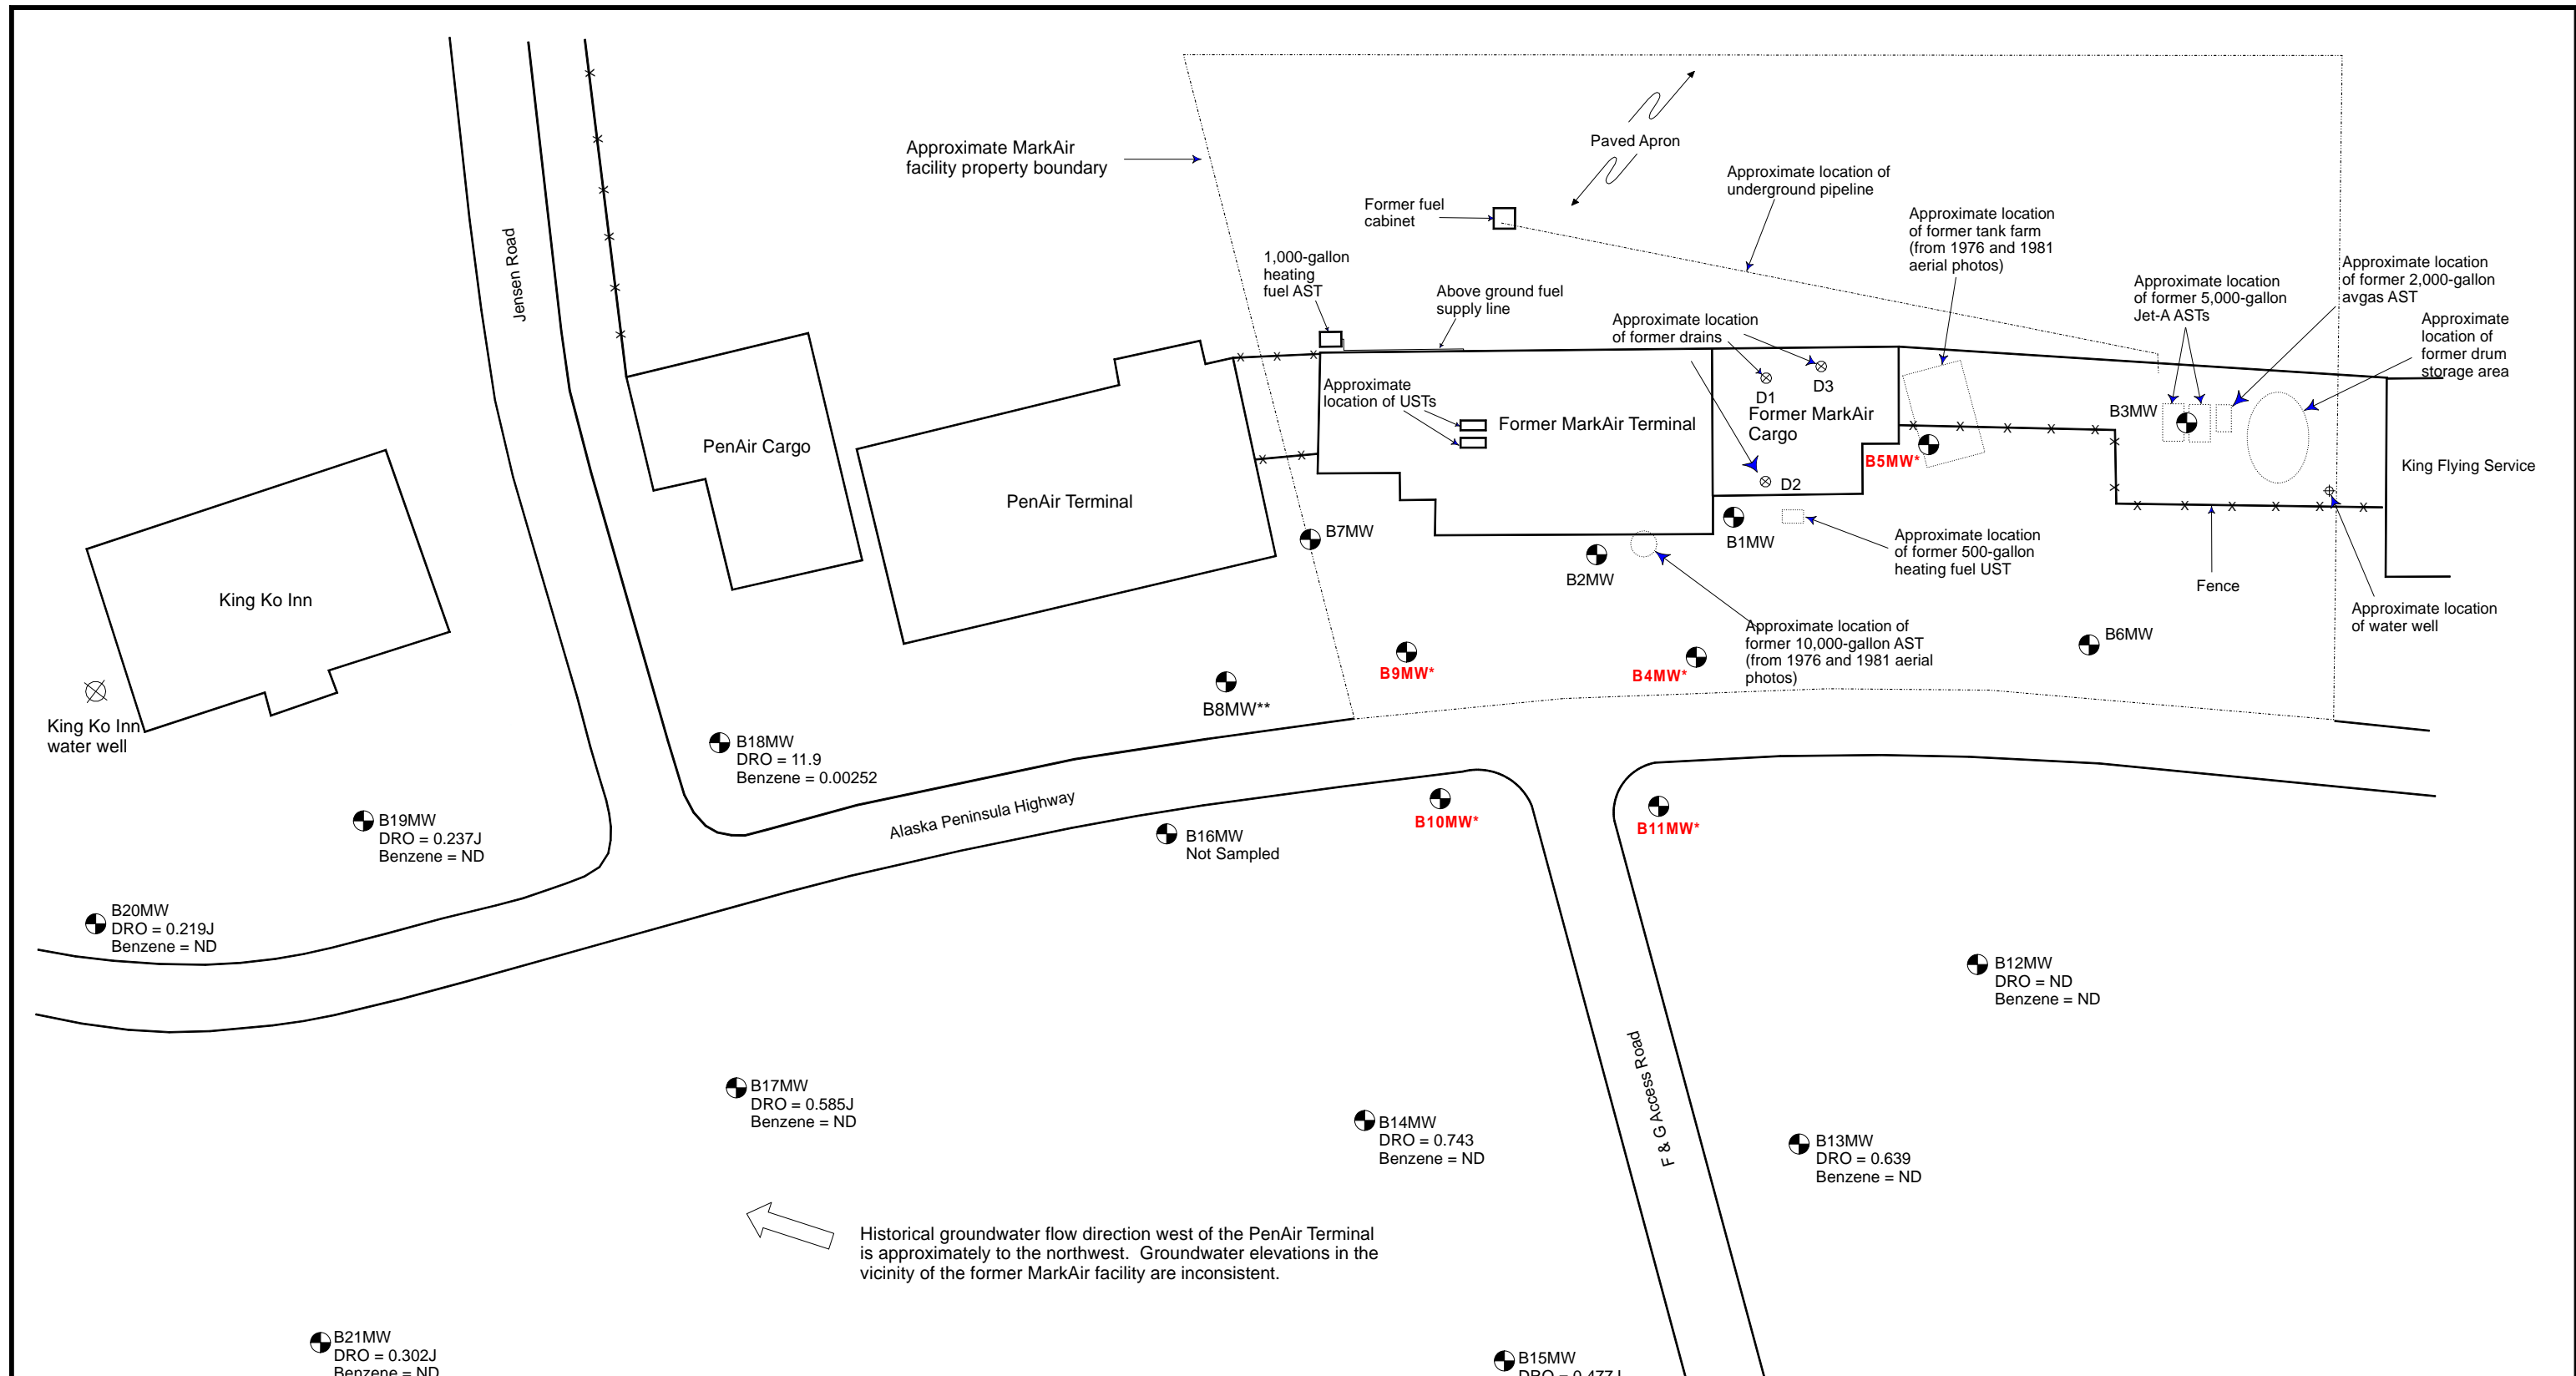 Approximate MarkAir
facility property boundary
Paved Apron
Approximate location of
underground pipeline
Former fuel
cabinet
Approximate location
of former tank farm
(from 1976 and 1981
aerial photos)
1,000-gallon
heating
fuel AST
Above ground fuel
supply line
Approximate location
of former drains
Approximate location
of former 5,000-gallon
Jet-A ASTs
Approximate location
of former 2,000-gallon
avgas AST
Approximate
location of
former drum
storage area
Jensen Road
PenAir Cargo
PenAir Terminal
Approximate
location of USTs
Former MarkAir Terminal
D1
D3
Former MarkAir
Cargo
D2
B3MW
B5MW*
King Flying Service
King Ko Inn
B7MW
B2MW
B1MW
Approximate location
of former 500-gallon
heating fuel UST
Fence
Approximate location
of water well
Approximate location of
former 10,000-gallon AST
(from 1976 and 1981 aerial
photos)
B6MW
B9MW*
B4MW*
B8MW**
King Ko Inn
water well
B18MW
DRO = 11.9
Benzene = 0.00252
Alaska Peninsula Highway
B10MW*
B11MW*
B16MW
Not Sampled
B19MW
DRO = 0.237J
Benzene = ND
B20MW
DRO = 0.219J
Benzene = ND
B12MW
DRO = ND
Benzene = ND
F & G Access Road
B17MW
DRO = 0.585J
Benzene = ND
B14MW
DRO = 0.743
Benzene = ND
B13MW
DRO = 0.639
Benzene = ND
Historical groundwater flow direction west of the PenAir Terminal
is approximately to the northwest.  Groundwater elevations in the
vicinity of the former MarkAir facility are inconsistent.
B21MW
DRO = 0.302J
Benzene = ND
B15MW
DRO = 0.477J